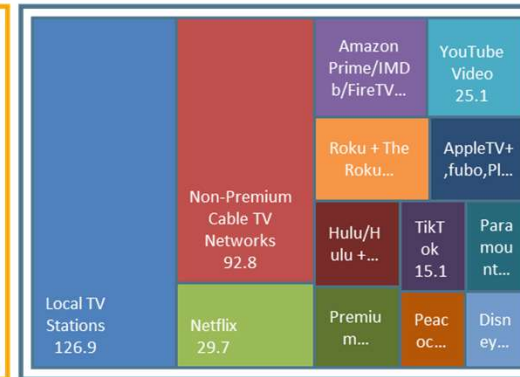 Local TV
Stations
126.9
Non-Premium
Cable TV
Networks
92.8
Netflix
29.7
Amazon
Prime/IMD
b/FireTV...
YouTube
Video
25.1
Roku + The
Roku...
AppleTV+
,fubo,Pl...
Hulu/H
ulu +...
TikT
ok
15.1
Para
mou
nt...
Premiu
m...
Peac
oc...
Disn
ey...